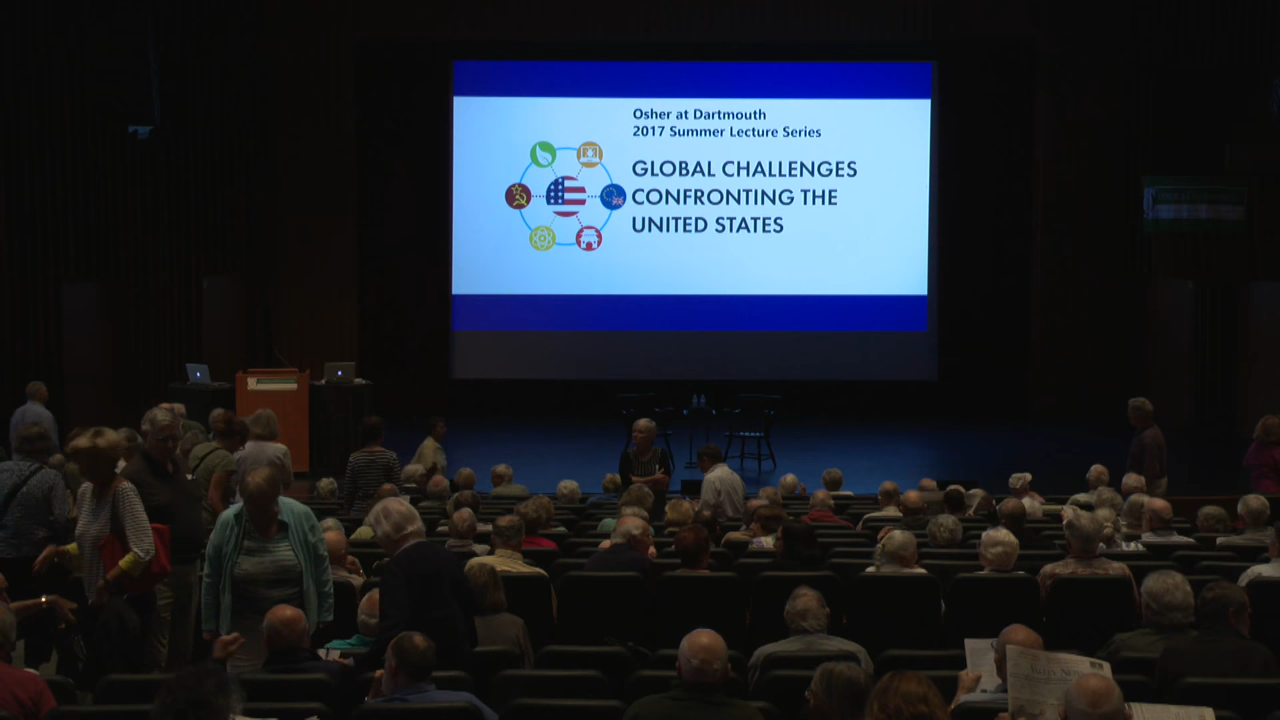 Osher at Dartmouth
2017 Summer Lecture Series
GLOBAL CHALLENGES
CONFRONTING THE
UNITED STATES